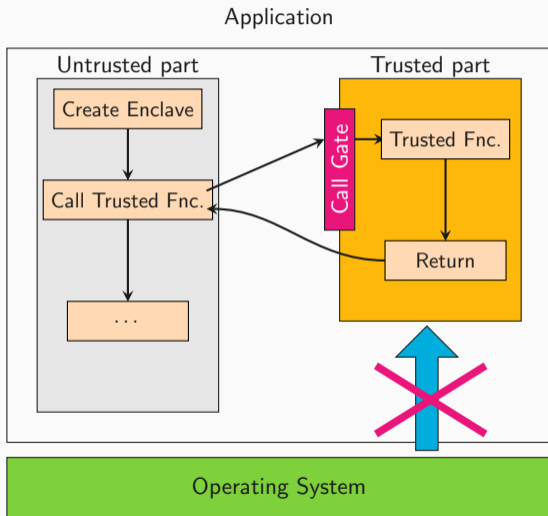 Application
Untrusted part
Trusted part
Create Enclave
Call Trusted Fnc.
...
Call Gate
Trusted Fnc.
Return
Operating System